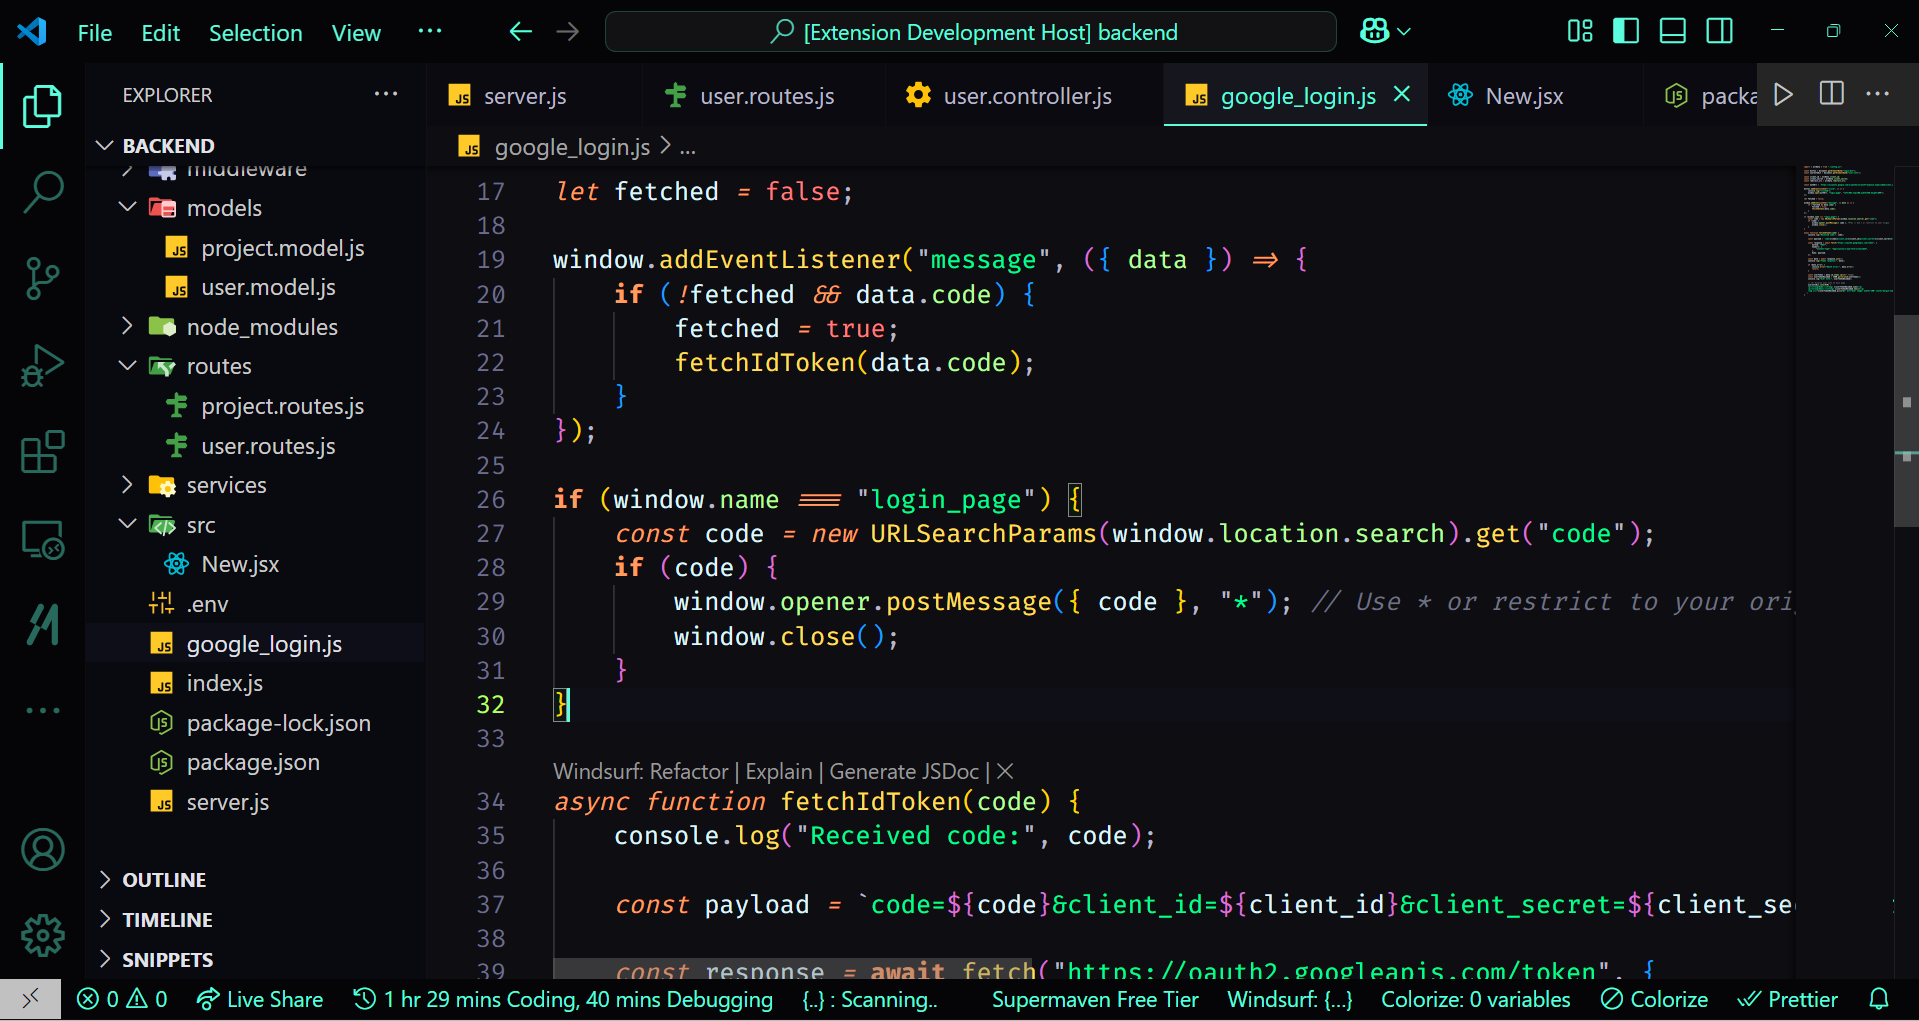 File Edit Selection View ···
[Extension Development Host] backend
EXPLORER ···
BACKEND
middleware
models
project.model.js
user.model.js
node_modules
routes
project.routes.js
user.routes.js
services
src
New.jsx
.env
google_login.js
index.js
package-lock.json
package.json
server.js
OUTLINE
TIMELINE
SNIPPETS
server.js user.routes.js user.controller.js google_login.js New.jsx packa
google_login.js > ...
17 let fetched = false;
18
19 window.addEventListener("message", ({ data }) => {
20 if (!fetched && data.code) {
21 fetched = true;
22 fetchIdToken(data.code);
23 }
24 });
25
26 if (window.name === "login_page") {
27 const code = new URLSearchParams(window.location.search).get("code");
28 if (code) {
29 window.opener.postMessage({ code }, "*"); // Use * or restrict to your ori
30 window.close();
31 }
32 }
33
Windsurf: Refactor | Explain | Generate JSDoc | X
34 async function fetchIdToken(code) {
35 console.log("Received code:", code);
36
37 const payload = `code=${code}&client_id=${client_id}&client_secret=${client_se
38
39 const response = await fetch("https://oauth2.googleapis.com/token", {
0 0 Live Share 1 hr 29 mins Coding, 40 mins Debugging {..} : Scanning.. Supermaven Free Tier Windsurf: {...} Colorize: 0 variables Colorize Prettier